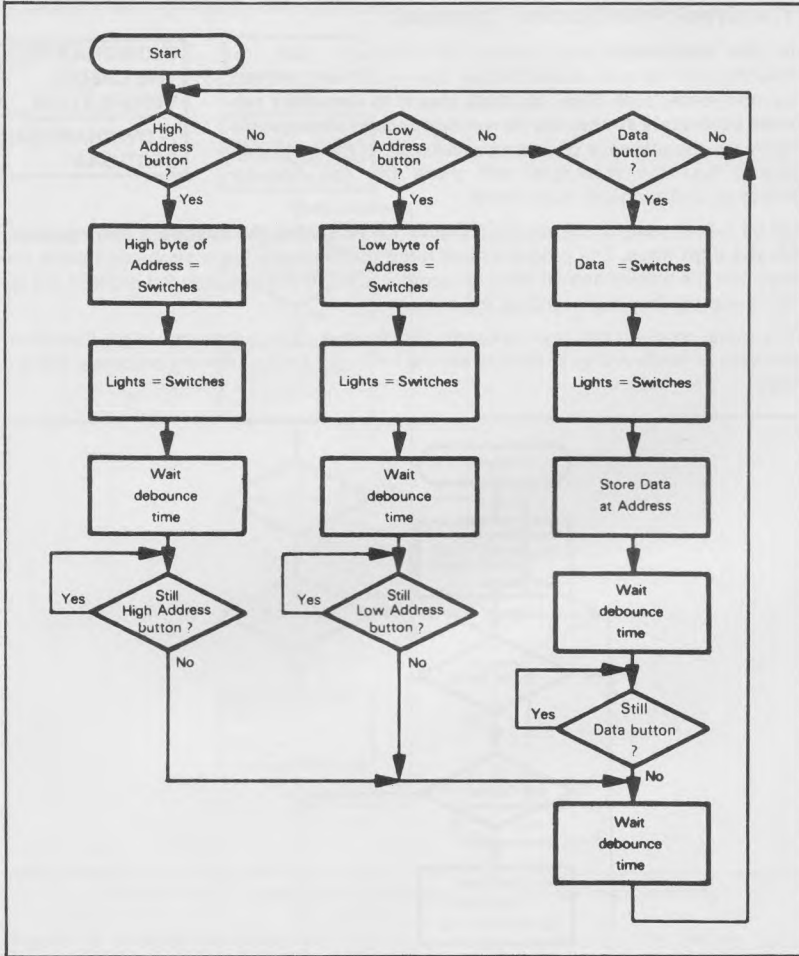 Start
High
Address
button
?
No
Low
Address
button
?
No
Data
button
?
No
Yes
Yes
Yes
High byte of
Address =
Switches
Low byte of
Address =
Switches
Data = Switches
Lights = Switches
Lights = Switches
Lights = Switches
Wait
debounce
time
Wait
debounce
time
Store Data
at Address
Still
High Address
button ?
Yes
No
Still
Low Address
button ?
Yes
No
Wait
debounce
time
Still
Data button
?
Yes
No
Wait
debounce
time